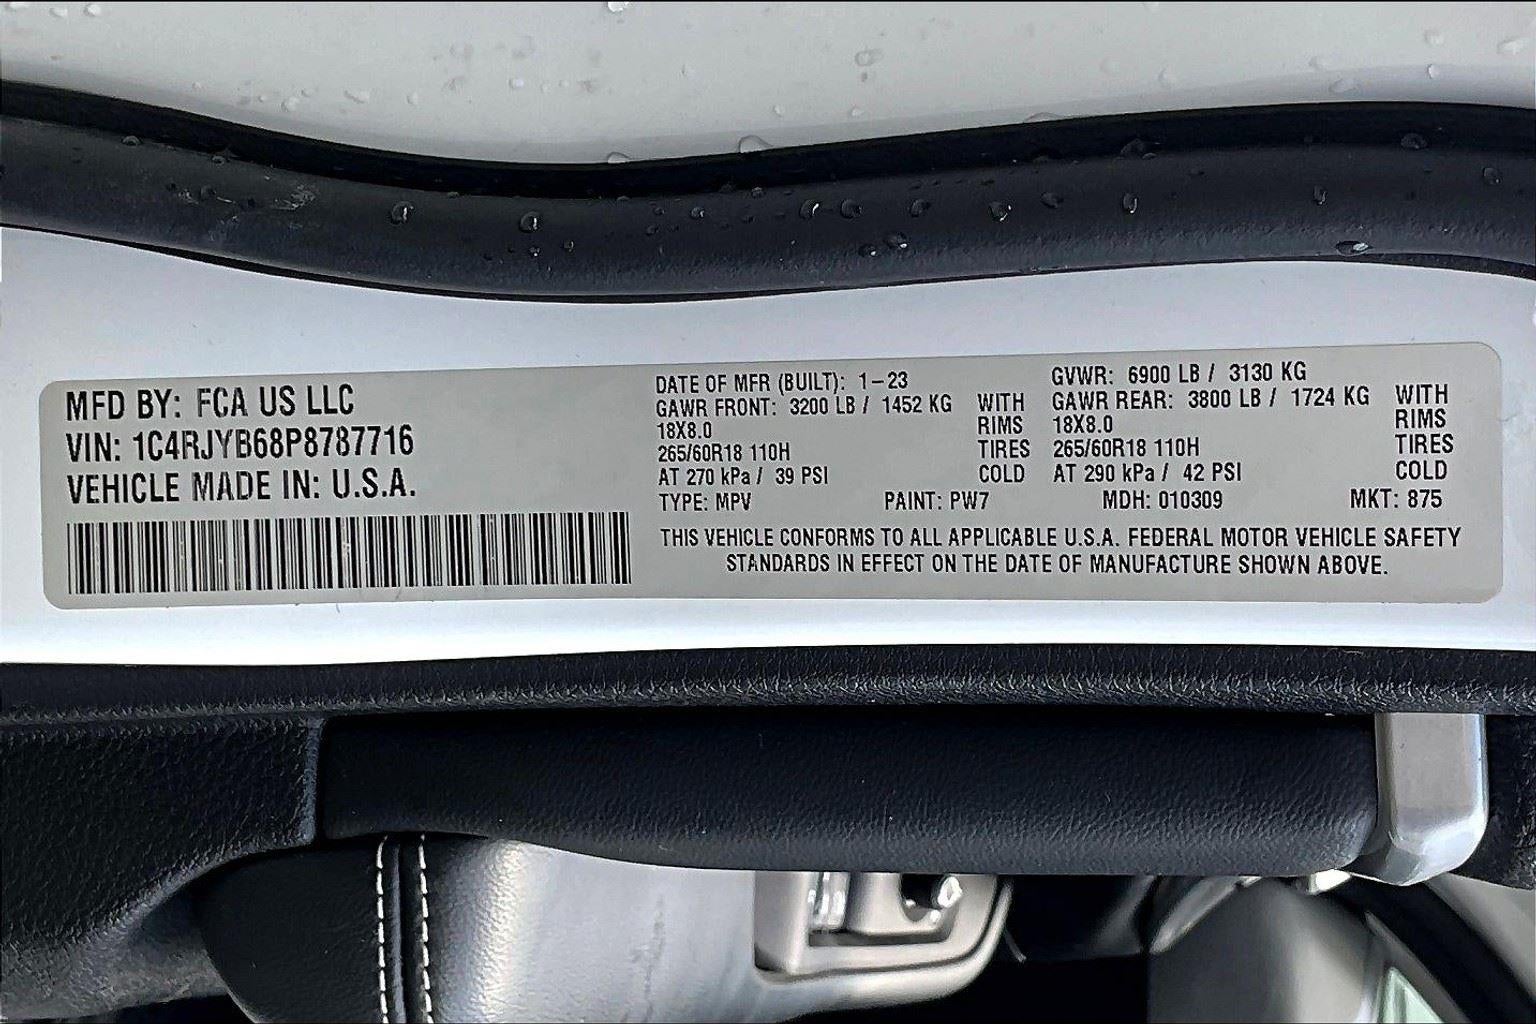 MFD BY: FCA US LLC
VIN: 1C4RJYB68P8787716
VEHICLE MADE IN: U.S.A.
DATE OF MFR (BUILT): 1-23 GVWR: 6900 LB / 3130 KG
GAWR FRONT: 3200 LB / 1452 KG WITH GAWR REAR: 3800 LB / 1724 KG WITH
18X8.0 RIMS 18X8.0 RIMS
265/60R18 110H TIRES 265/60R18 110H TIRES
AT 270 kPa / 39 PSI COLD AT 290 kPa / 42 PSI COLD
TYPE: MPV PAINT: PW7 MDH: 010309 MKT: 875
THIS VEHICLE CONFORMS TO ALL APPLICABLE U.S.A. FEDERAL MOTOR VEHICLE SAFETY
STANDARDS IN EFFECT ON THE DATE OF MANUFACTURE SHOWN ABOVE.